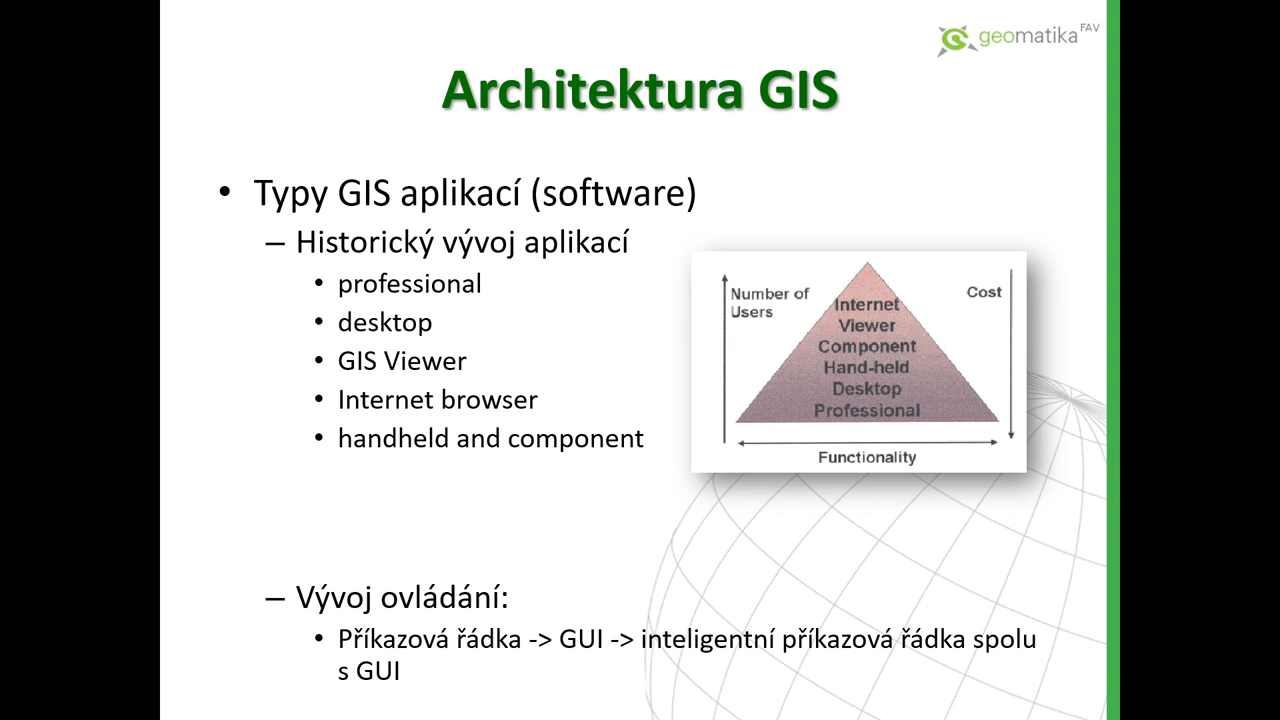 geomatika FAV
Architektura GIS
• Typy GIS aplikací (software)
– Historický vývoj aplikací
• professional
• desktop
• GIS Viewer
• Internet browser
• handheld and component
Number of
Users
Cost
Internet
Viewer
Component
Hand-held
Desktop
Professional
Functionality
– Vývoj ovládání:
• Příkazová řádka -> GUI -> inteligentní příkazová řádka spolu
s GUI